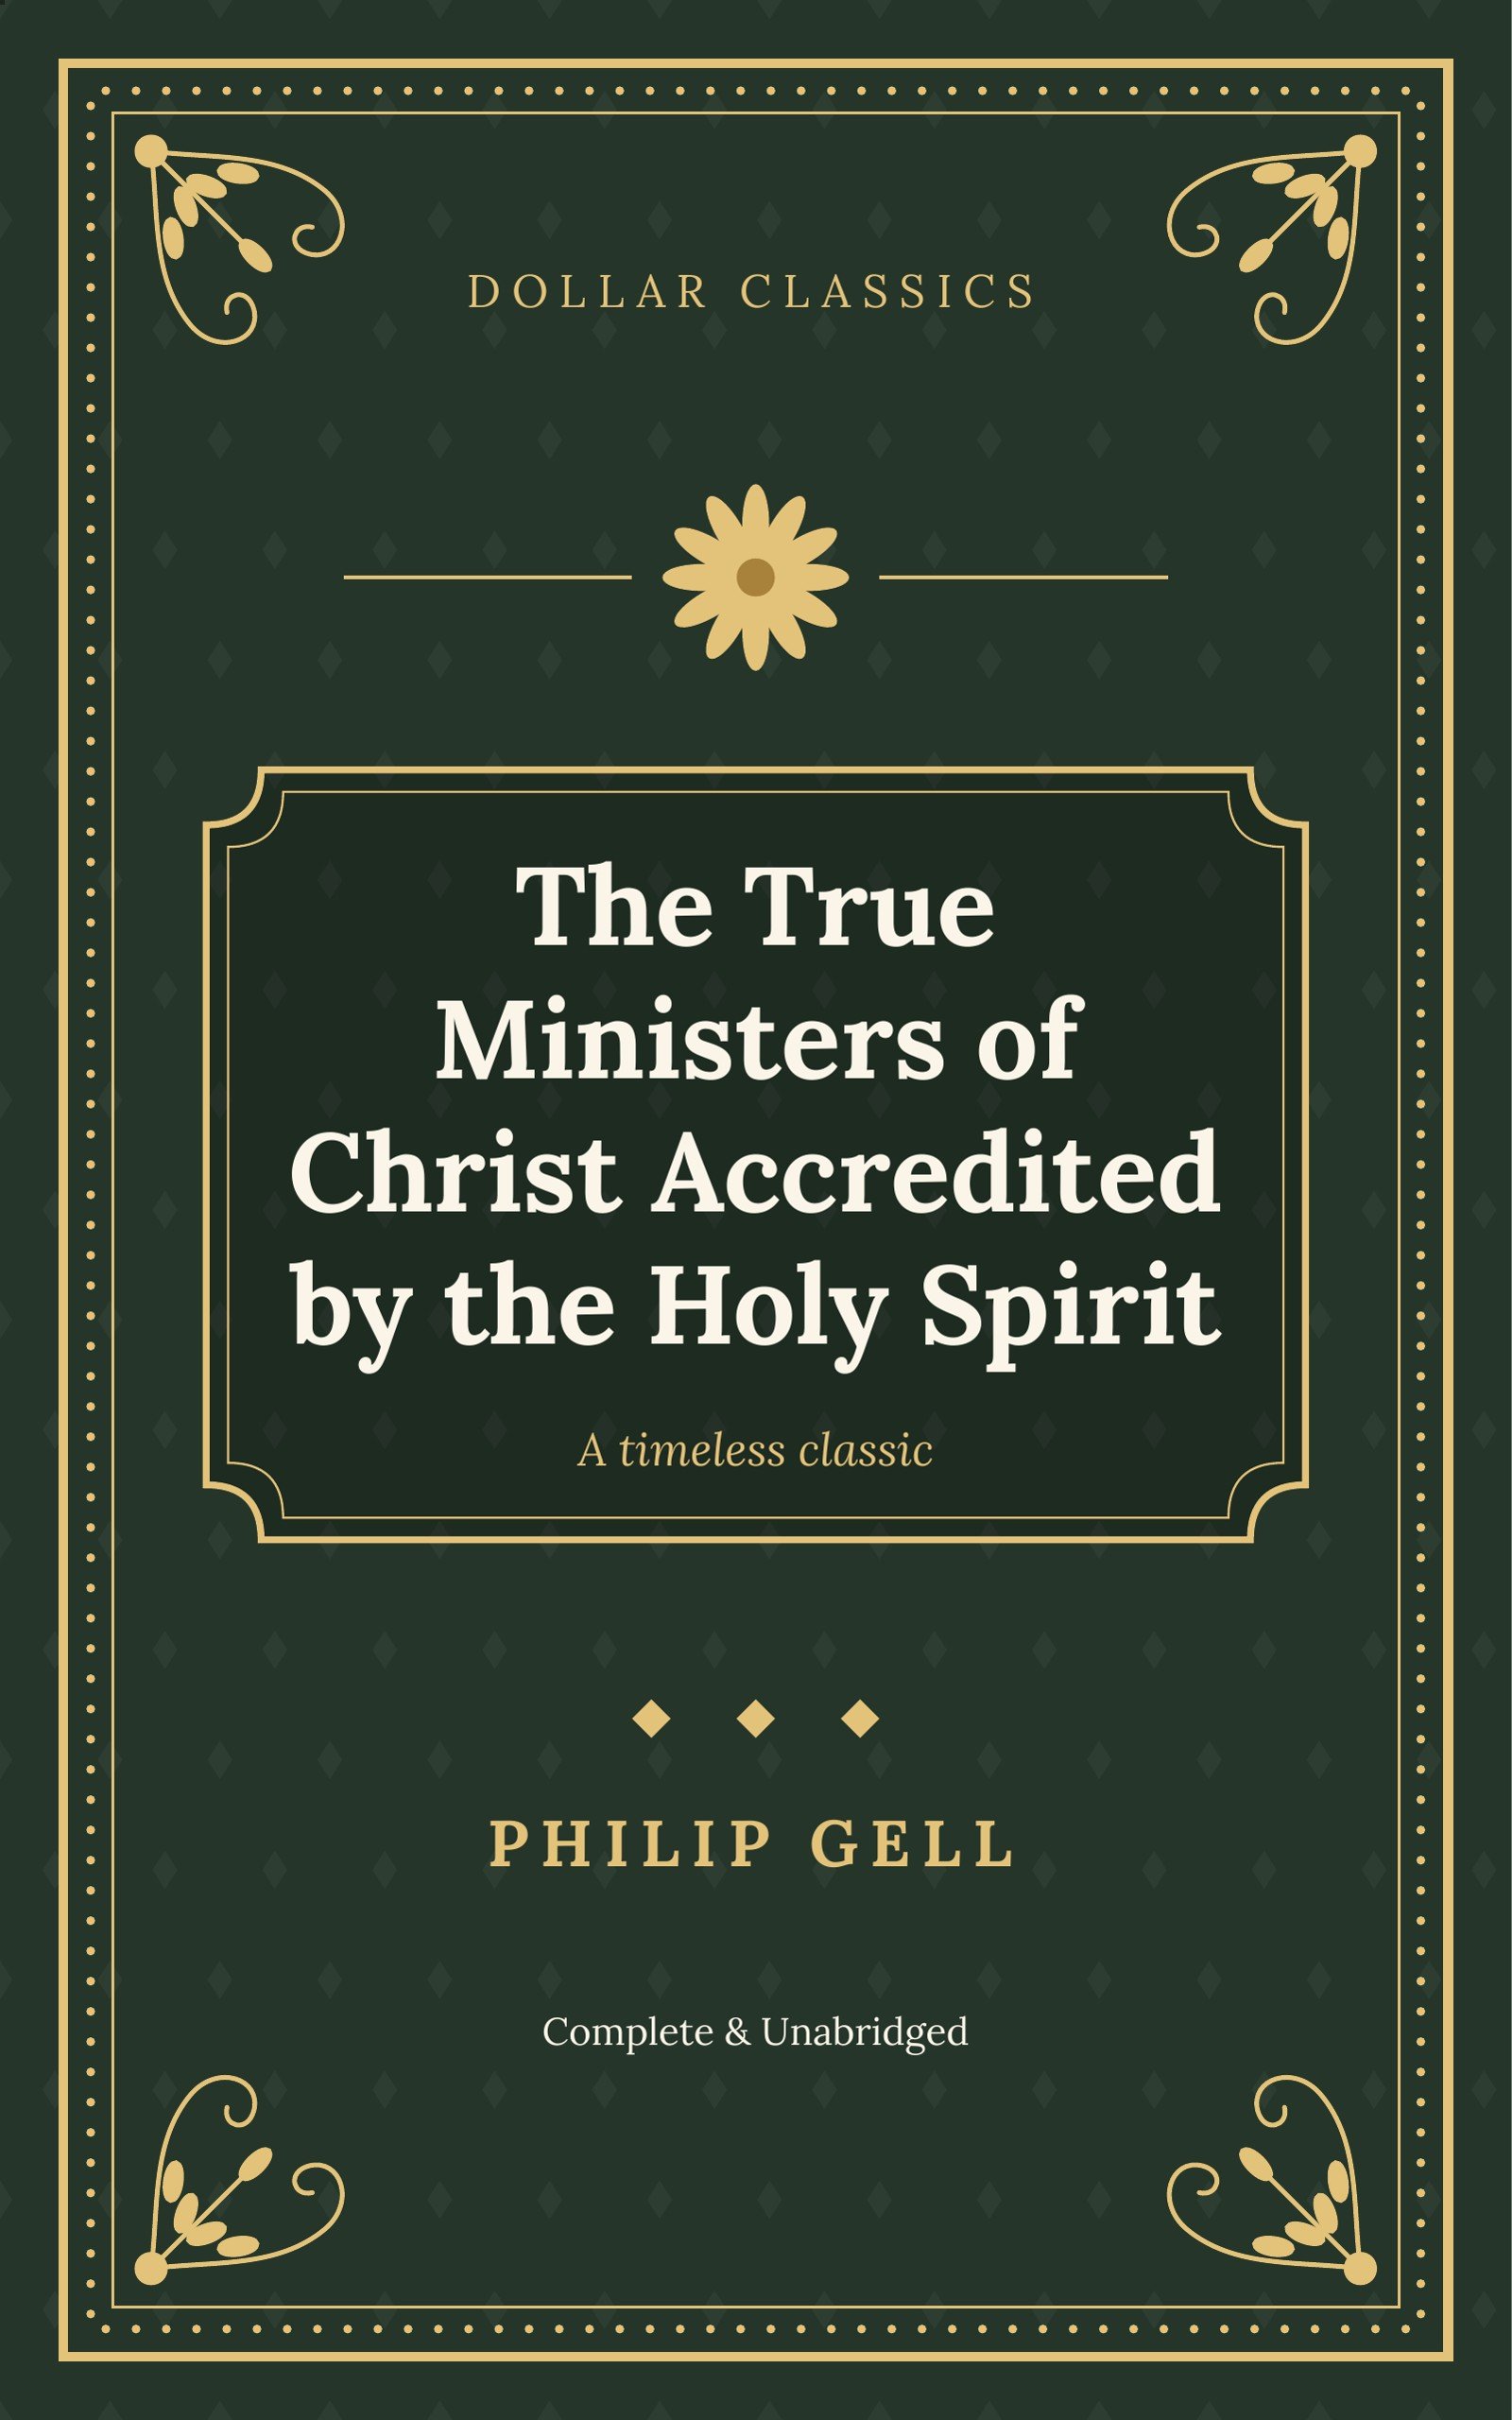 DOLLAR CLASSICS
The True
Ministers of
Christ Accredited
by the Holy Spirit
A timeless classic
PHILIP GELL
Complete & Unabridged